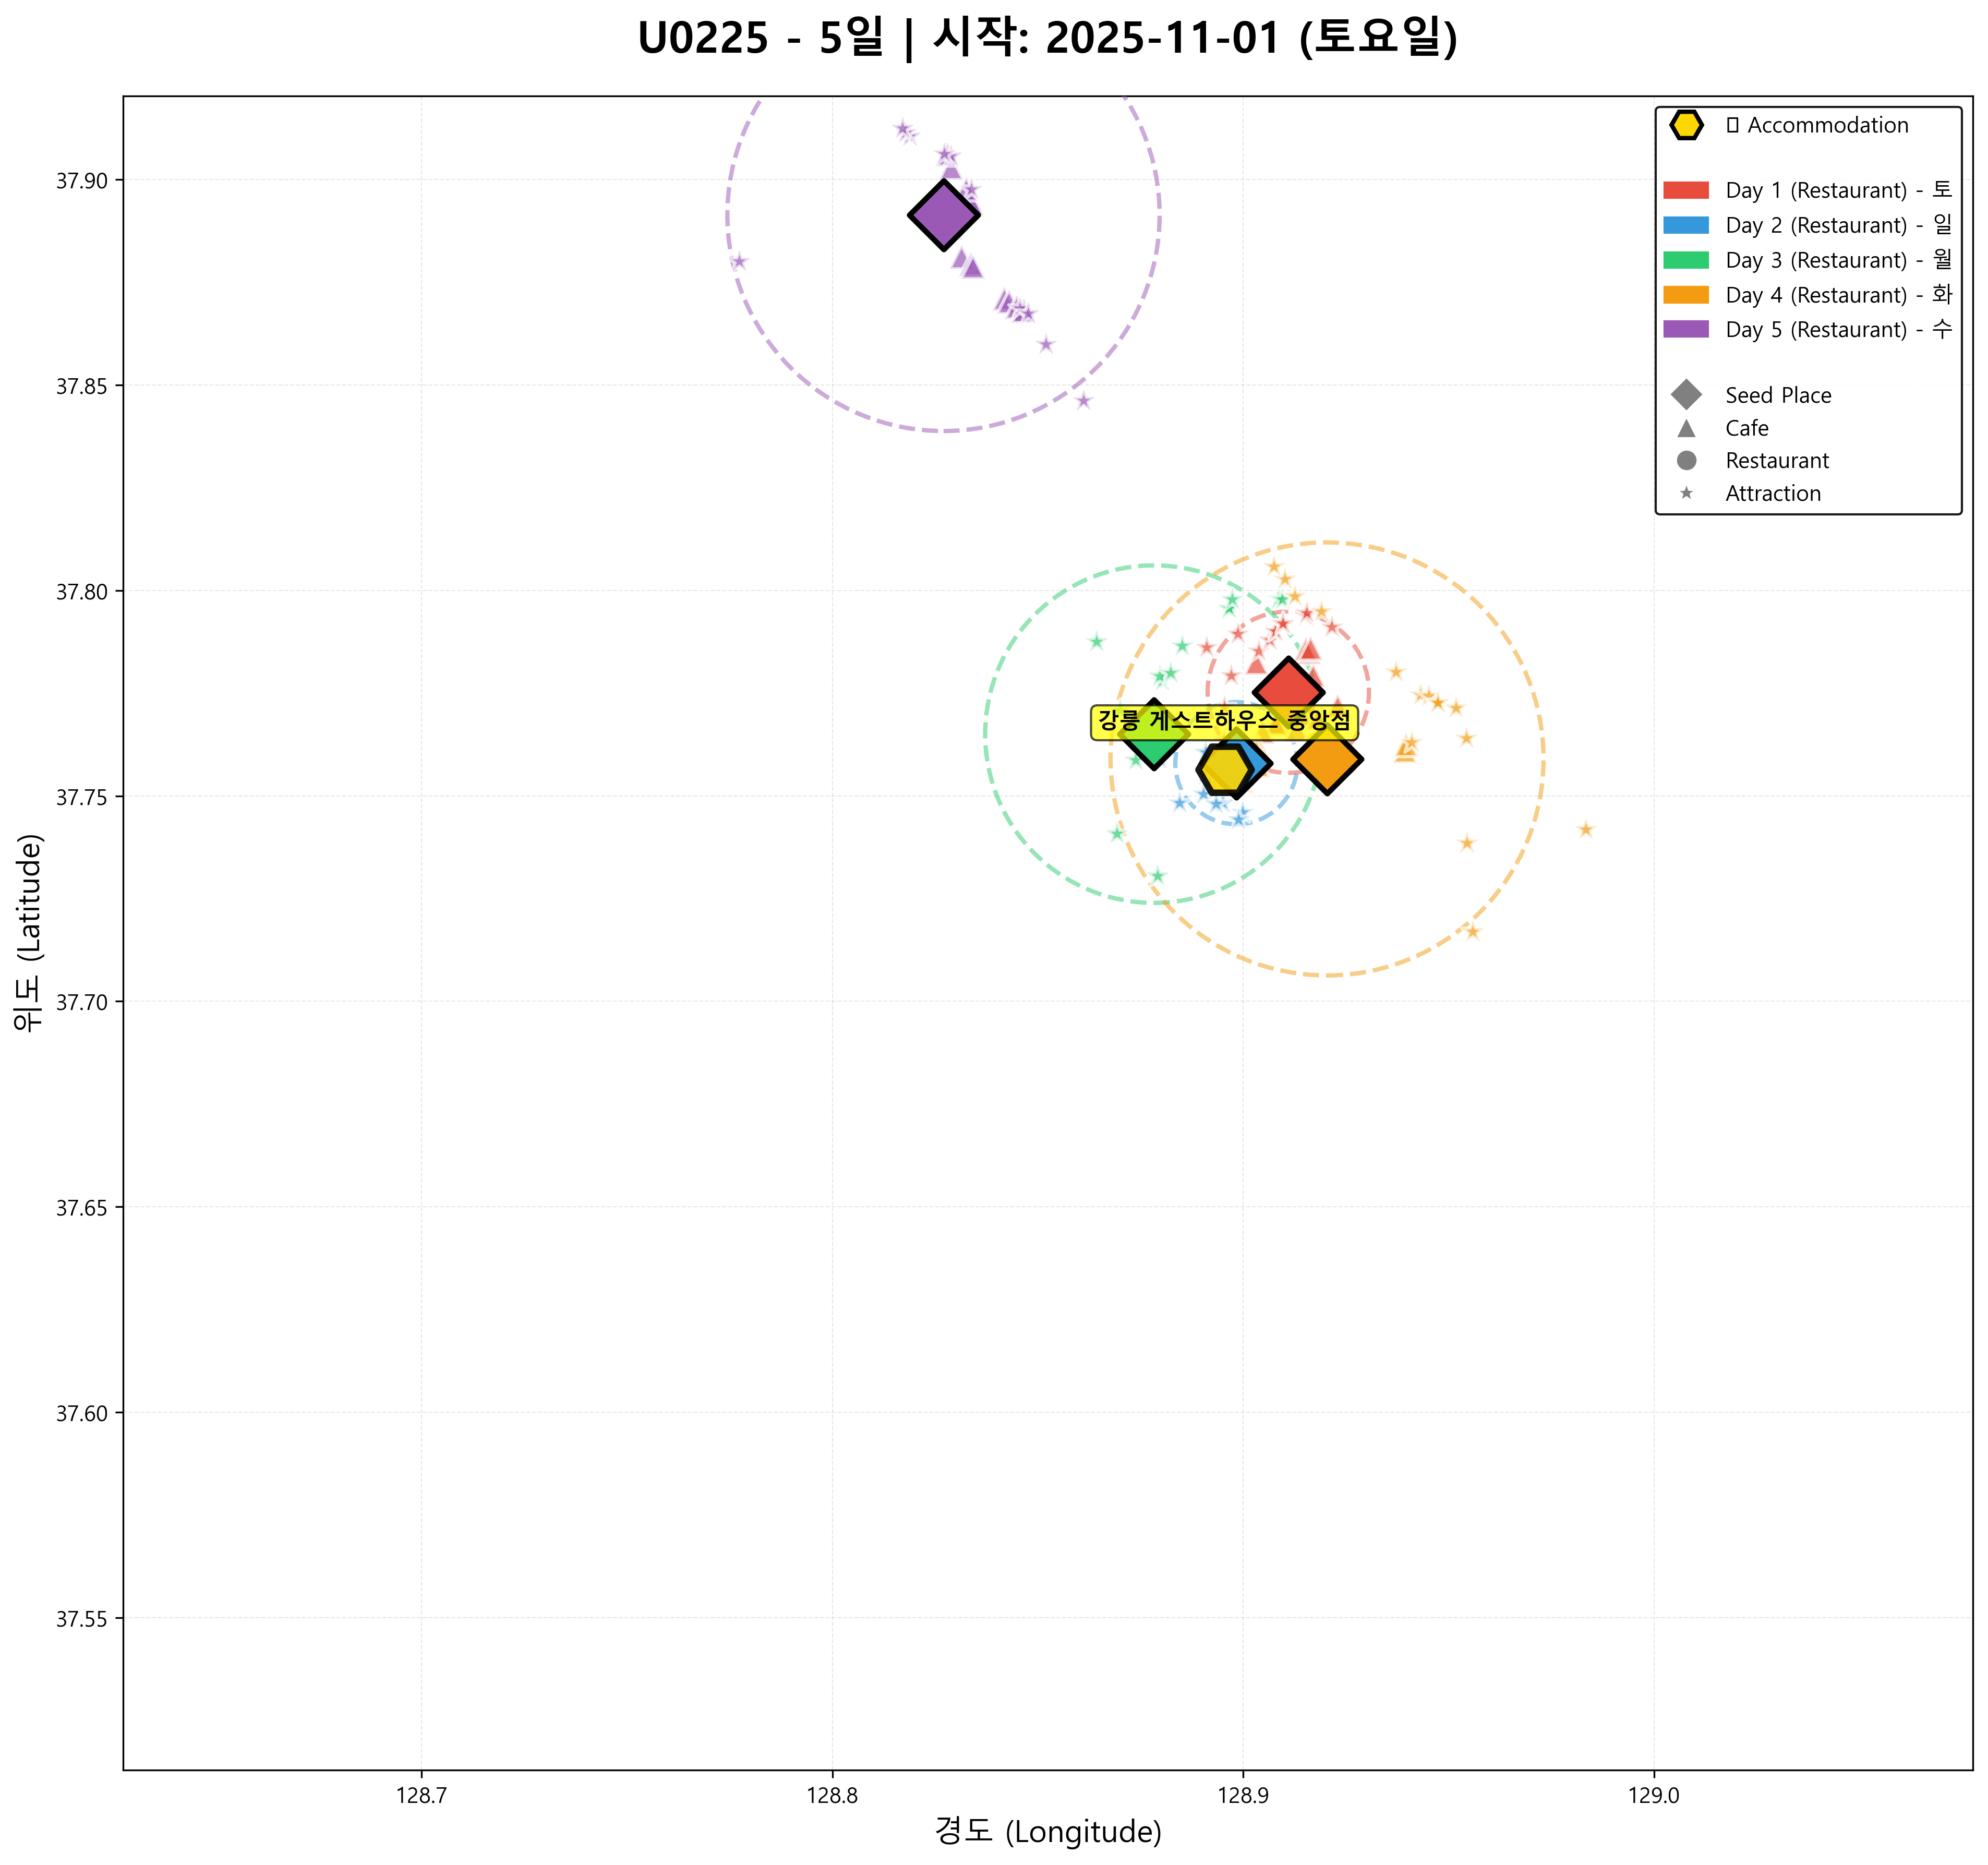 U0225 - 5일 | 시작: 2025-11-01 (토요일)
Accommodation
Day 1 (Restaurant) - 토
Day 2 (Restaurant) - 일
Day 3 (Restaurant) - 월
Day 4 (Restaurant) - 화
Day 5 (Restaurant) - 수
Seed Place
Cafe
Restaurant
Attraction
강릉 게스트하우스 중앙점
위도 (Latitude)
37.90
37.85
37.80
37.75
37.70
37.65
37.60
37.55
128.7
128.8
128.9
129.0
경도 (Longitude)